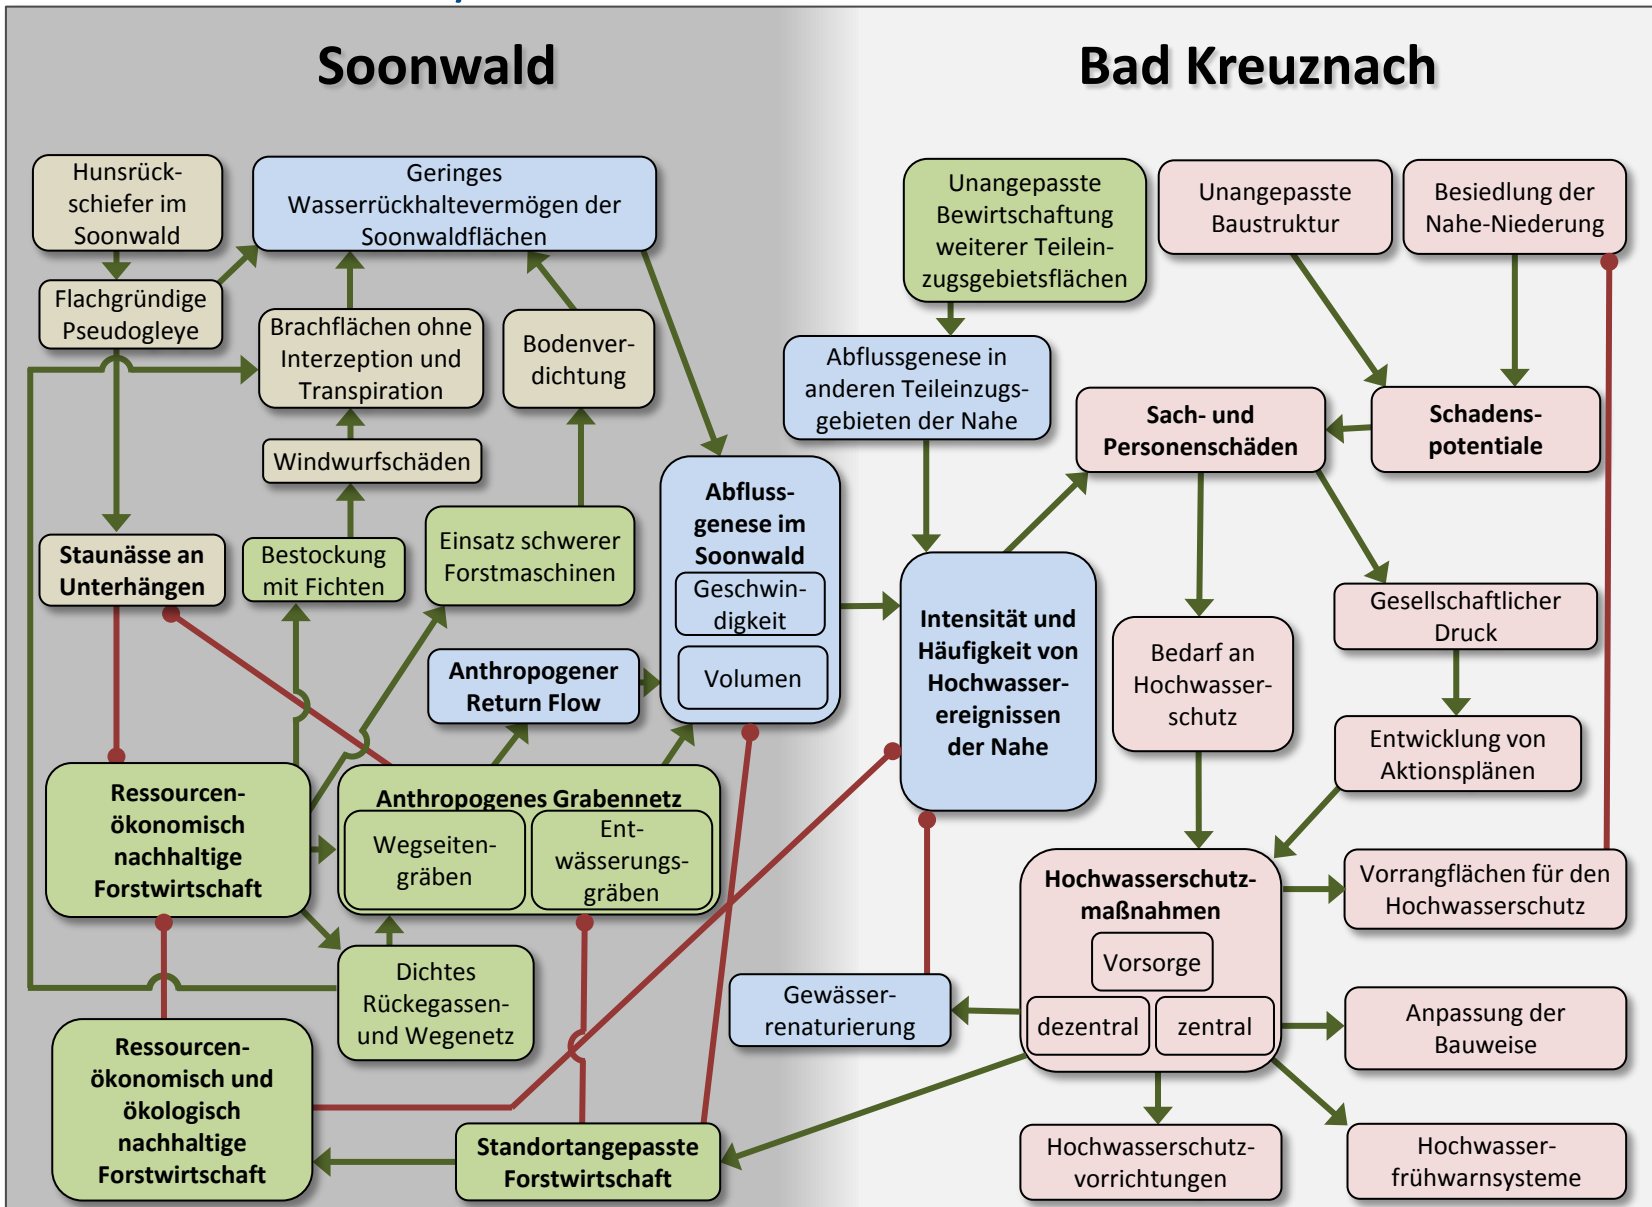 Soonwald
Bad Kreuznach
Hunsrück-
schiefer im
Soonwald
Geringes
Wasserrückhaltevermögen der
Soonwaldflächen
Unangepasste
Bewirtschaftung
weiterer Teilein-
zugsgebietsflächen
Unangepasste
Baustruktur
Besiedlung der
Nahe-Niederung
Flachgründige
Pseudogleye
Brachflächen ohne
Interzeption und
Transpiration
Bodenver-
dichtung
Abflussgenese in
anderen Teileinzugs-
gebieten der Nahe
Sach- und
Personenschäden
Schadens-
potentiale
Windwurfschäden
Staunässe an
Unterhängen
Bestockung
mit Fichten
Einsatz schwerer
Forstmaschinen
Abfluss-
genese im
Soonwald
Geschwin-
digkeit
Volumen
Intensität und
Häufigkeit von
Hochwasser-
ereignissen
der Nahe
Gesellschaftlicher
Druck
Bedarf an
Hochwasser-
schutz
Anthropogener
Return Flow
Entwicklung von
Aktionsplänen
Ressourcen-
ökonomisch
nachhaltige
Forstwirtschaft
Anthropogenes Grabennetz
Wegseiten-
gräben
Ent-
wässerungs-
gräben
Hochwasserschutz-
maßnahmen
Vorsorge
dezentral
zentral
Vorrangflächen für den
Hochwasserschutz
Dichtes
Rückegassen-
und Wegenetz
Gewässer-
renaturierung
Anpassung der
Bauweise
Ressourcen-
ökonomisch und
ökologisch
nachhaltige
Forstwirtschaft
Standortangepasste
Forstwirtschaft
Hochwasserschutz-
vorrichtungen
Hochwasser-
frühwarnsysteme